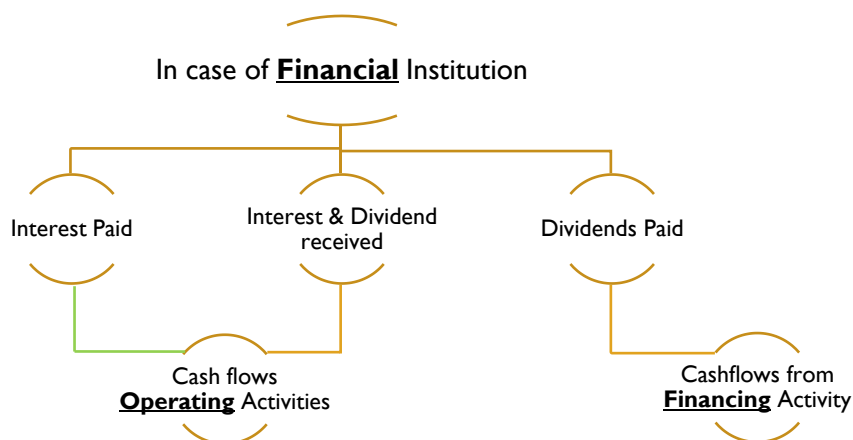 In case of Financial Institution
Interest Paid
Interest & Dividend
received
Dividends Paid
Cash flows
Operating Activities
Cashflows from
Financing Activity